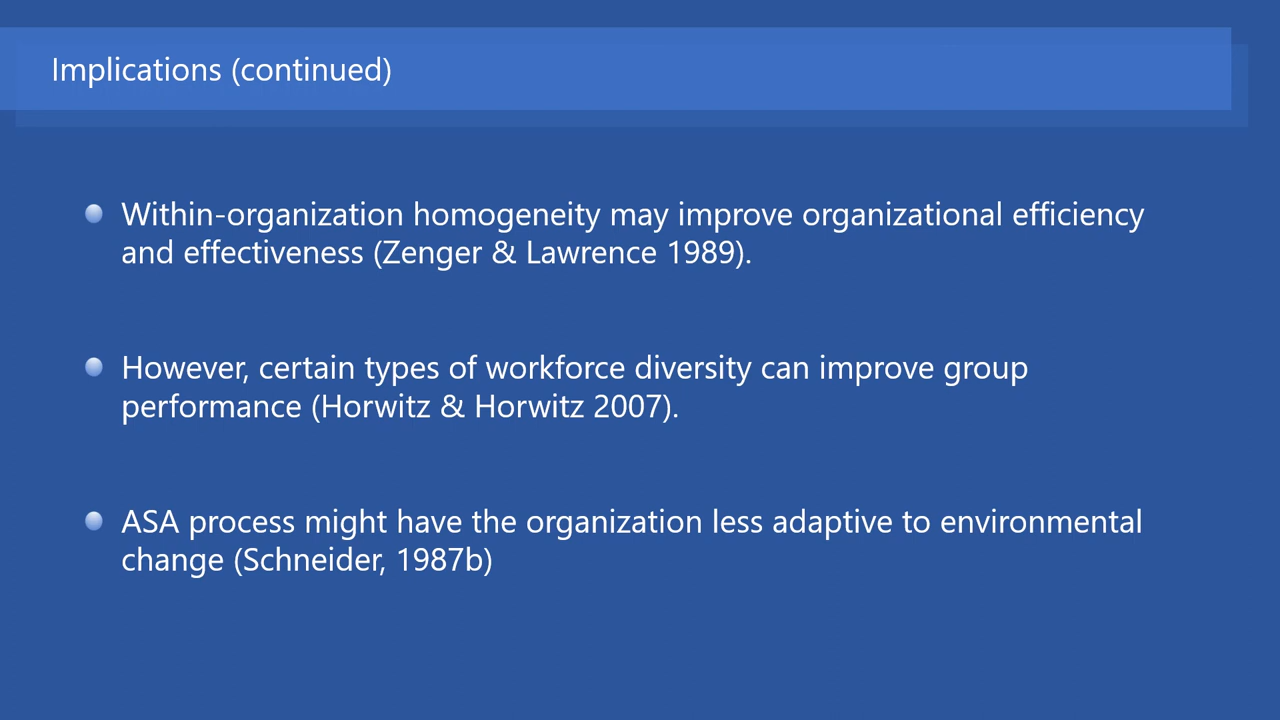 Implications (continued)
Within-organization homogeneity may improve organizational efficiency
and effectiveness (Zenger & Lawrence 1989).
However, certain types of workforce diversity can improve group
performance (Horwitz & Horwitz 2007).
ASA process might have the organization less adaptive to environmental
change (Schneider, 1987b)